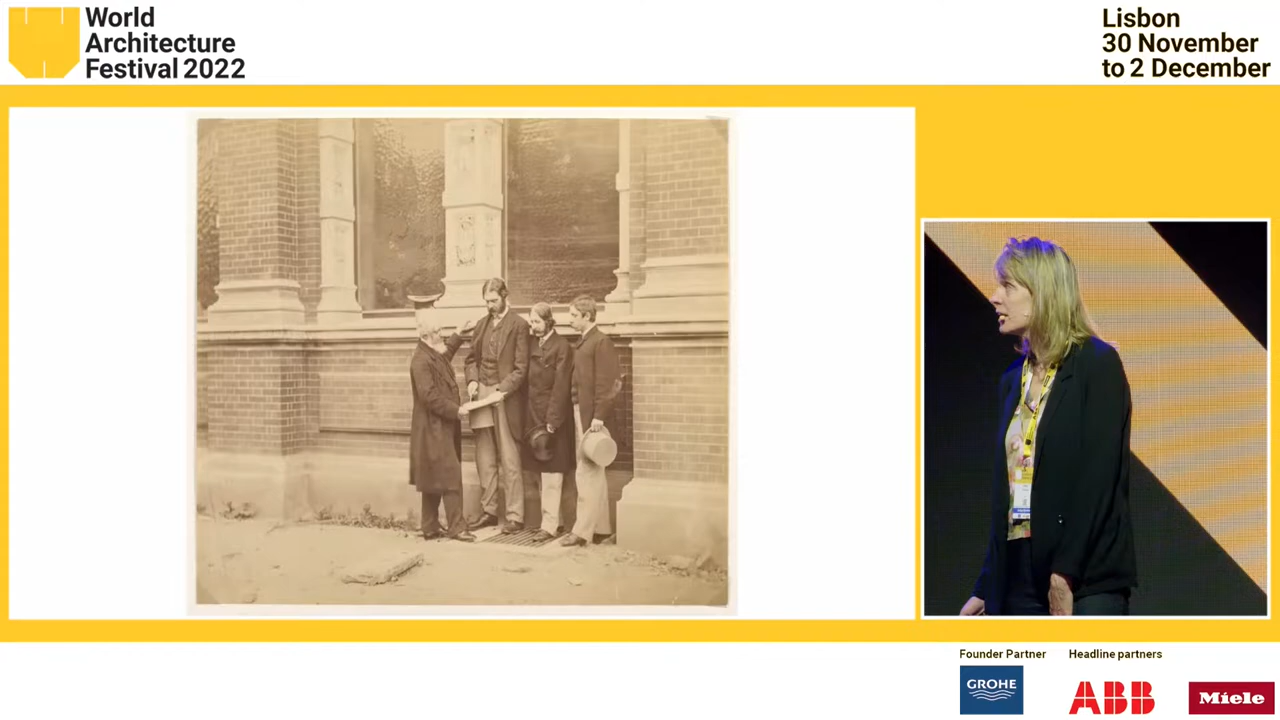 World
Architecture
Festival 2022
Lisbon
30 November
to 2 December
Founder Partner
Headline partners
GROHE
ABB
Miele